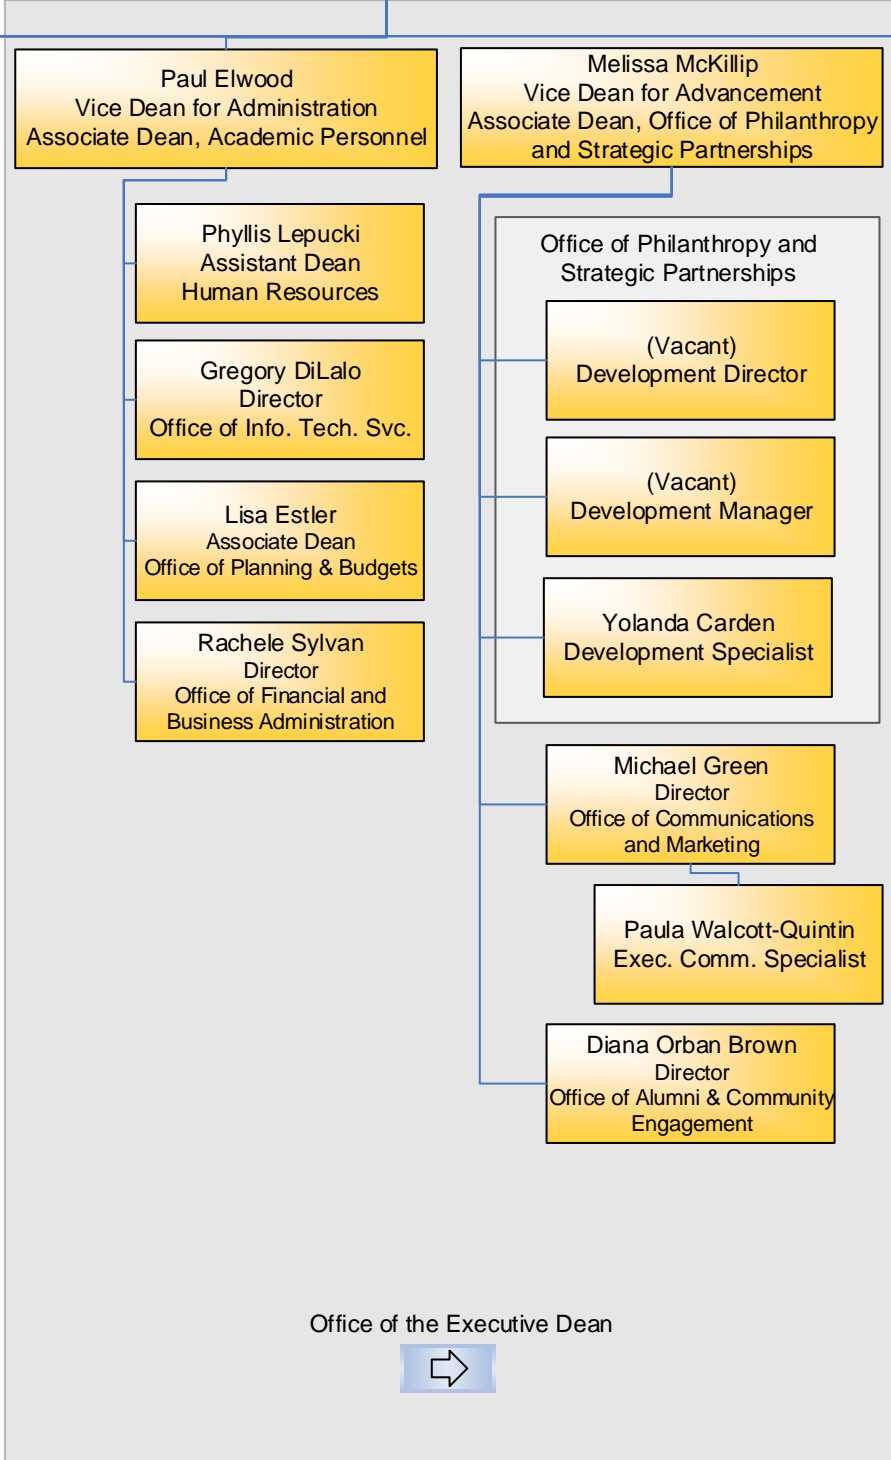 Paul Elwood
Vice Dean for Administration
Associate Dean, Academic Personnel
Phyllis Lepucki
Assistant Dean
Human Resources
Gregory DiLalo
Director
Office of Info. Tech. Svc.
Lisa Estler
Associate Dean
Office of Planning & Budgets
Rachele Sylvan
Director
Office of Financial and
Business Administration
Melissa McKillip
Vice Dean for Advancement
Associate Dean, Office of Philanthropy
and Strategic Partnerships
Office of Philanthropy and
Strategic Partnerships
(Vacant)
Development Director
(Vacant)
Development Manager
Yolanda Carden
Development Specialist
Michael Green
Director
Office of Communications
and Marketing
Paula Walcott-Quintin
Exec. Comm. Specialist
Diana Orban Brown
Director
Office of Alumni & Community
Engagement
Office of the Executive Dean